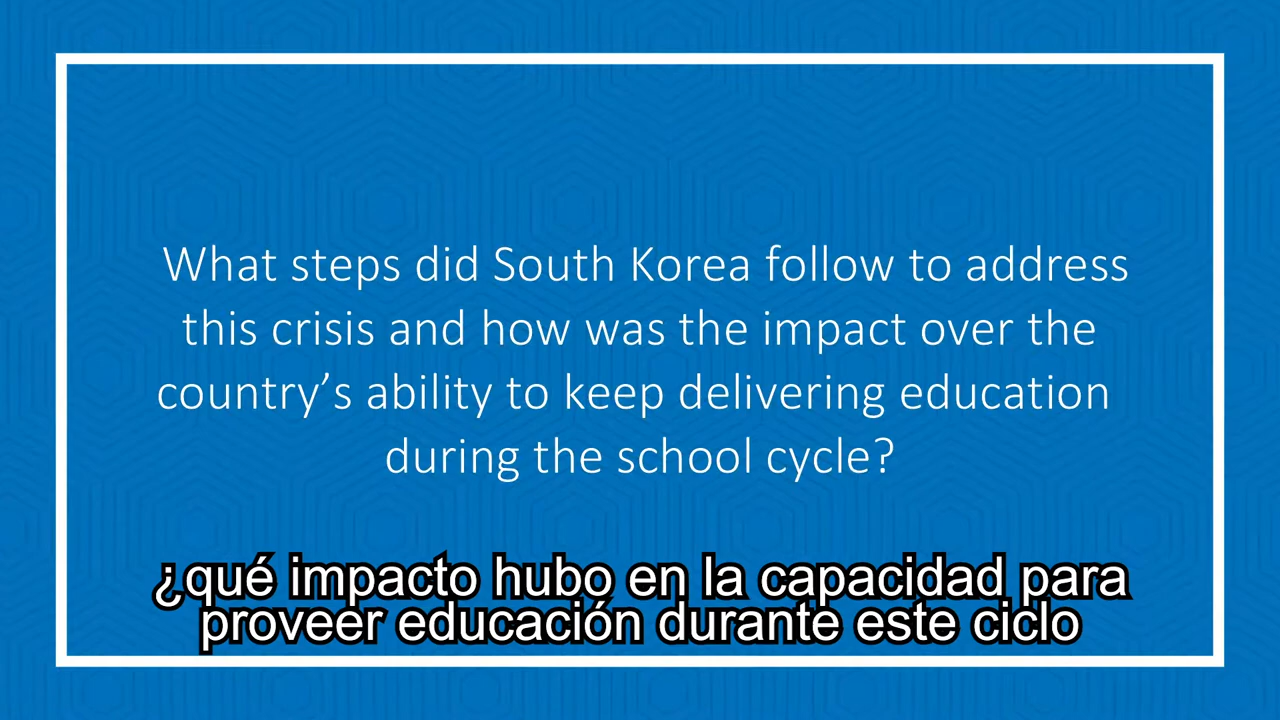 What steps did South Korea follow to address
this crisis and how was the impact over the
country’s ability to keep delivering education
during the school cycle?
¿qué impacto hubo en la capacidad para
proveer educación durante este ciclo